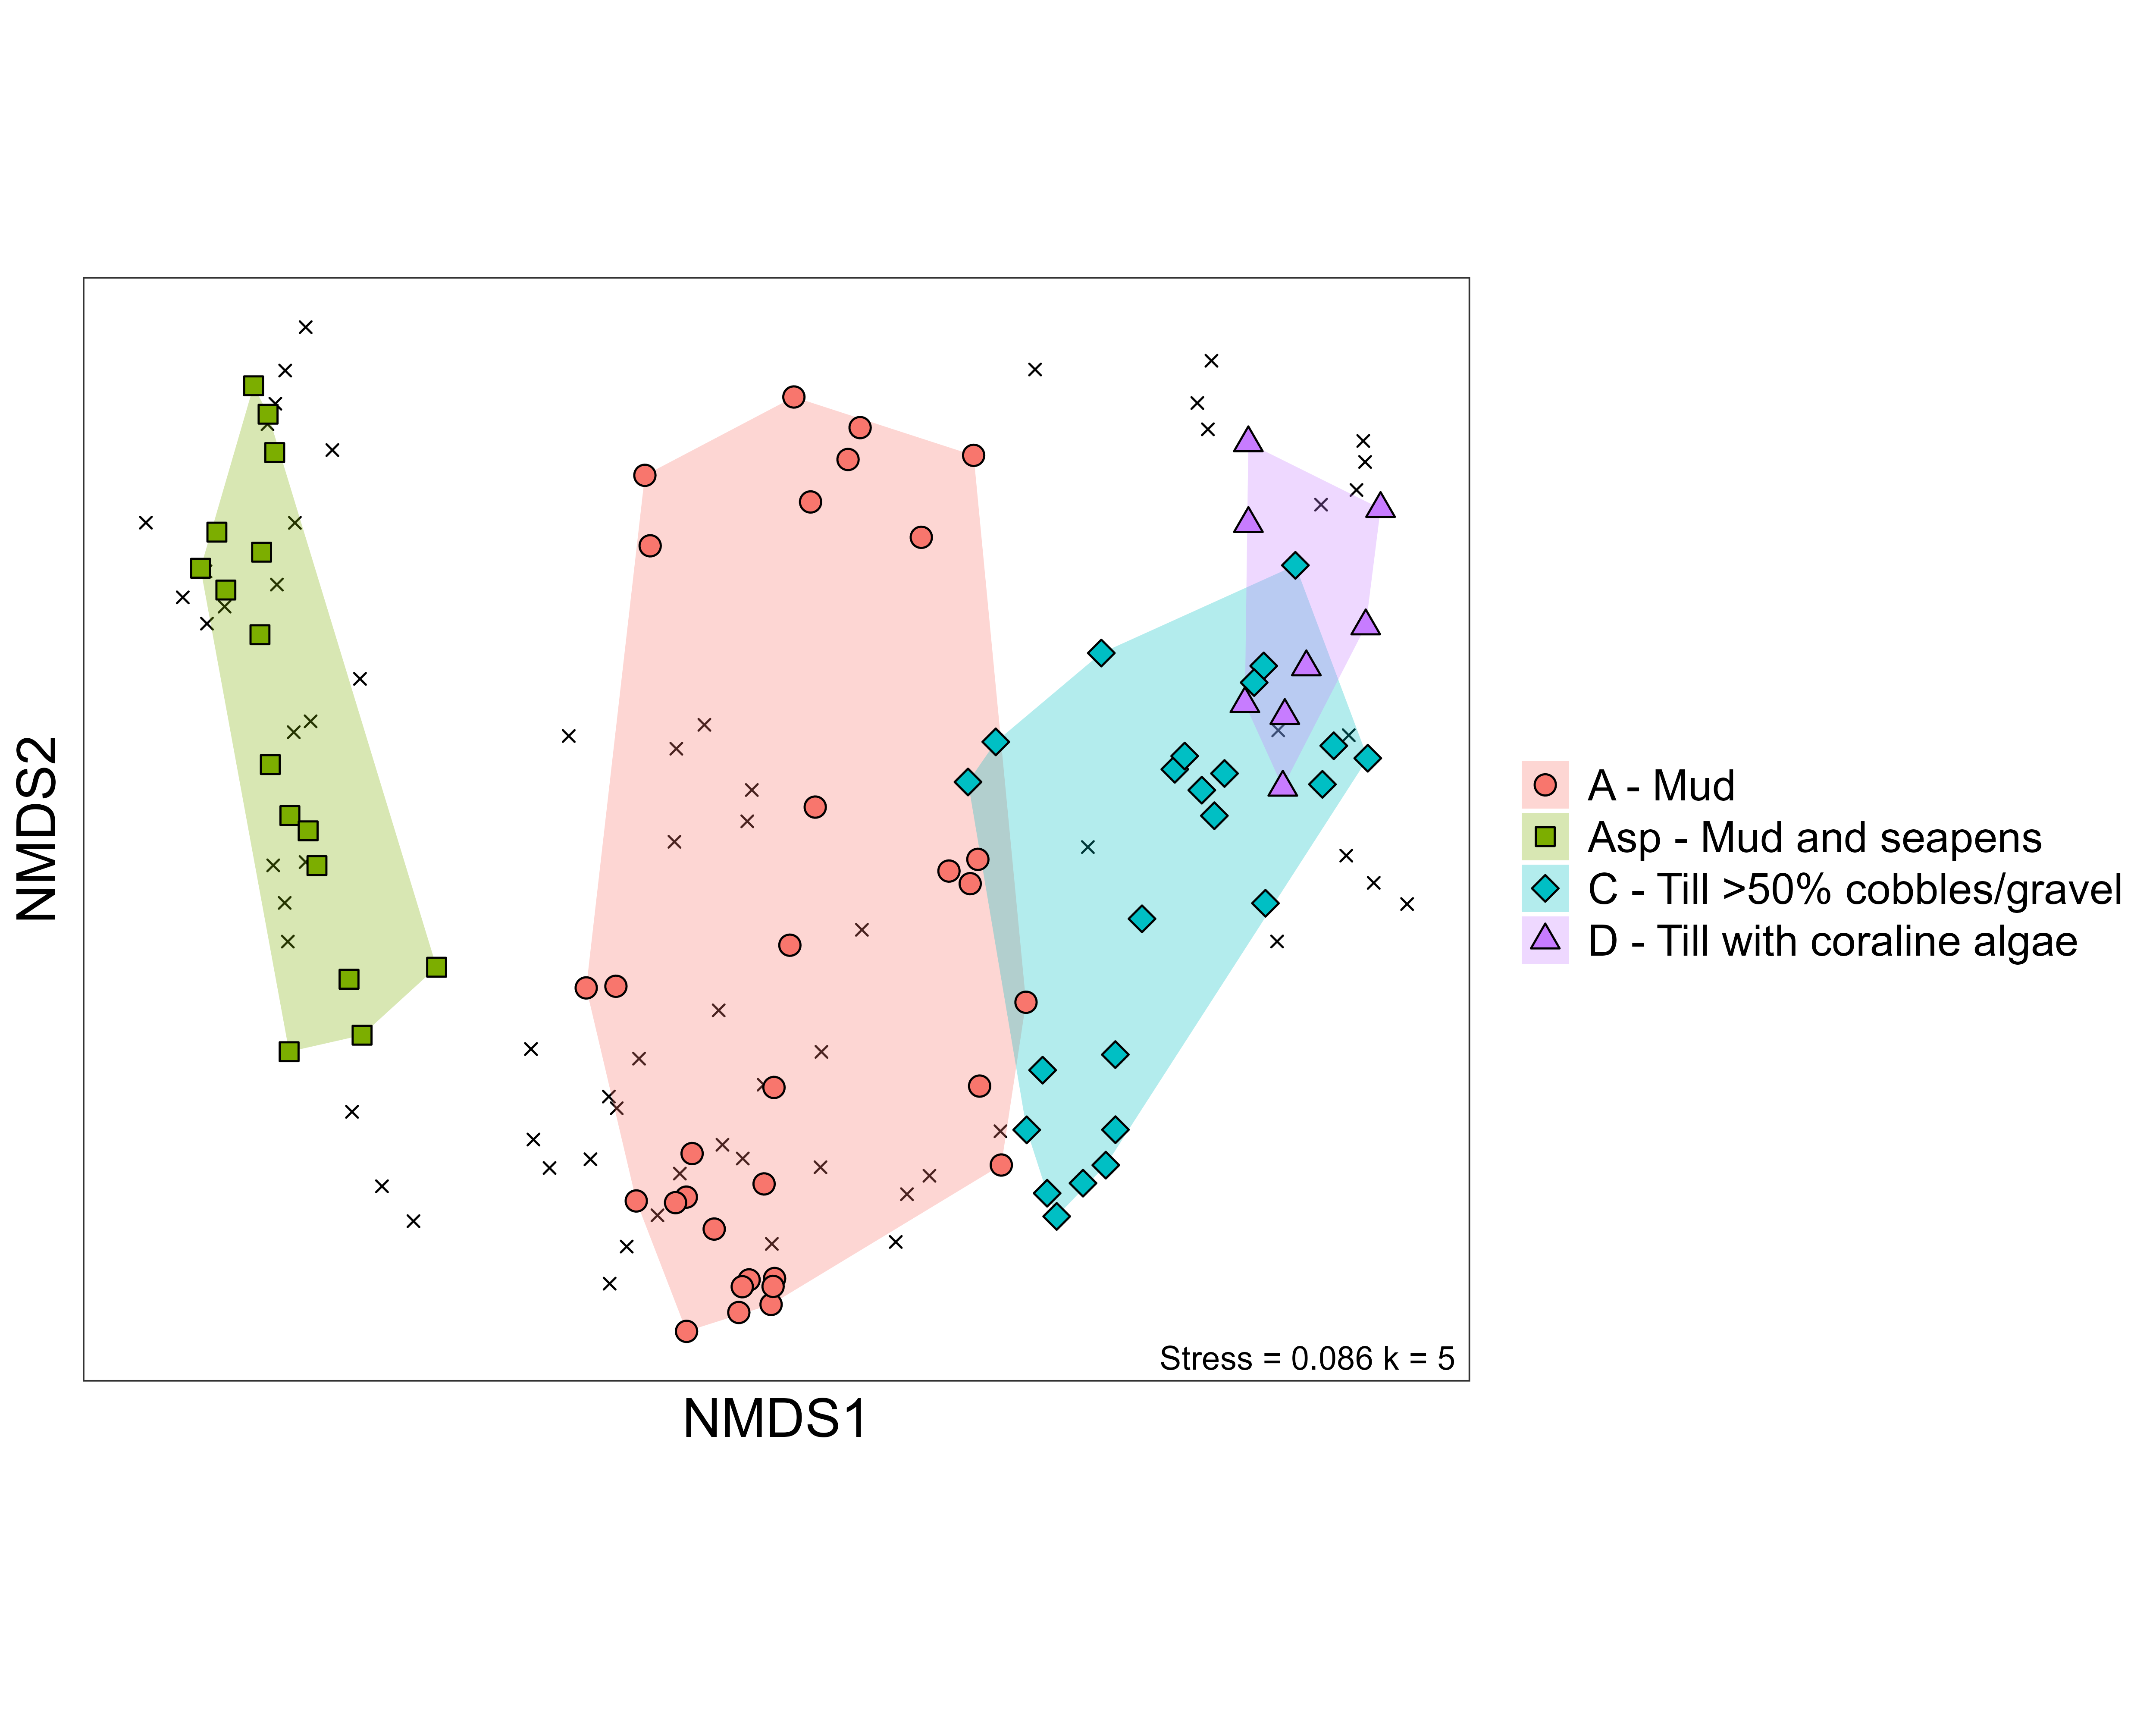 NMDS2
A - Mud
Asp - Mud and seapens
C - Till >50% cobbles/gravel
D - Till with coraline algae
Stress = 0.086 k = 5
NMDS1